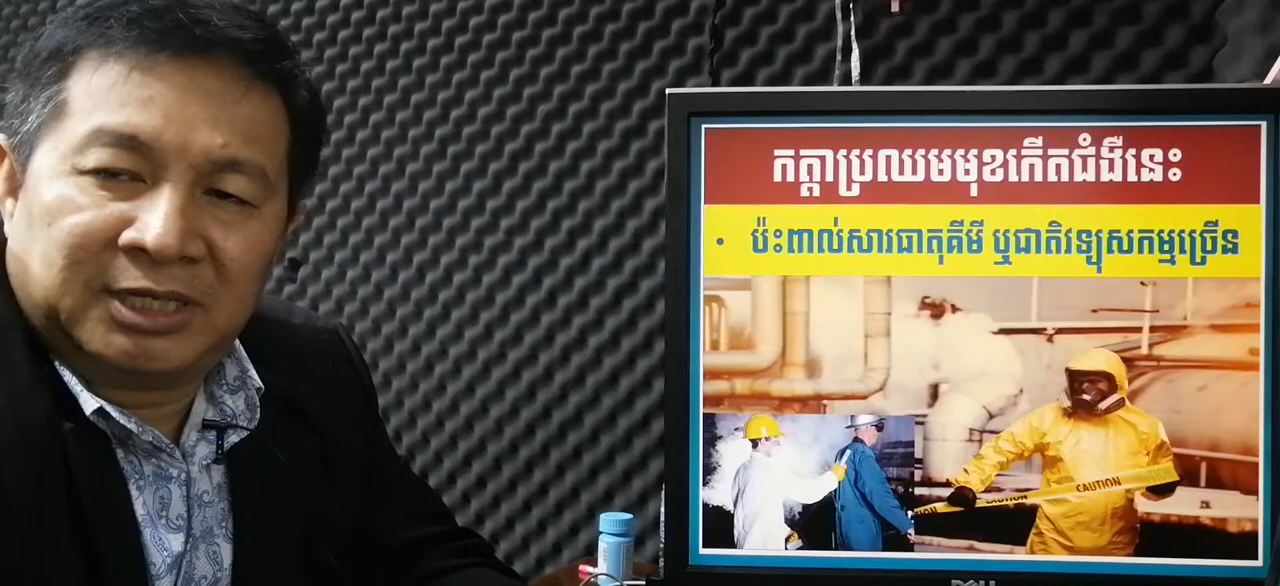 កត្តាប្រឈមមុខកើតជំងឺនេះ
• ប៉ះពាល់សារធាតុគីមី ឬជាតិវិទ្យុសកម្មច្រើន
CAUTION
CAUTION